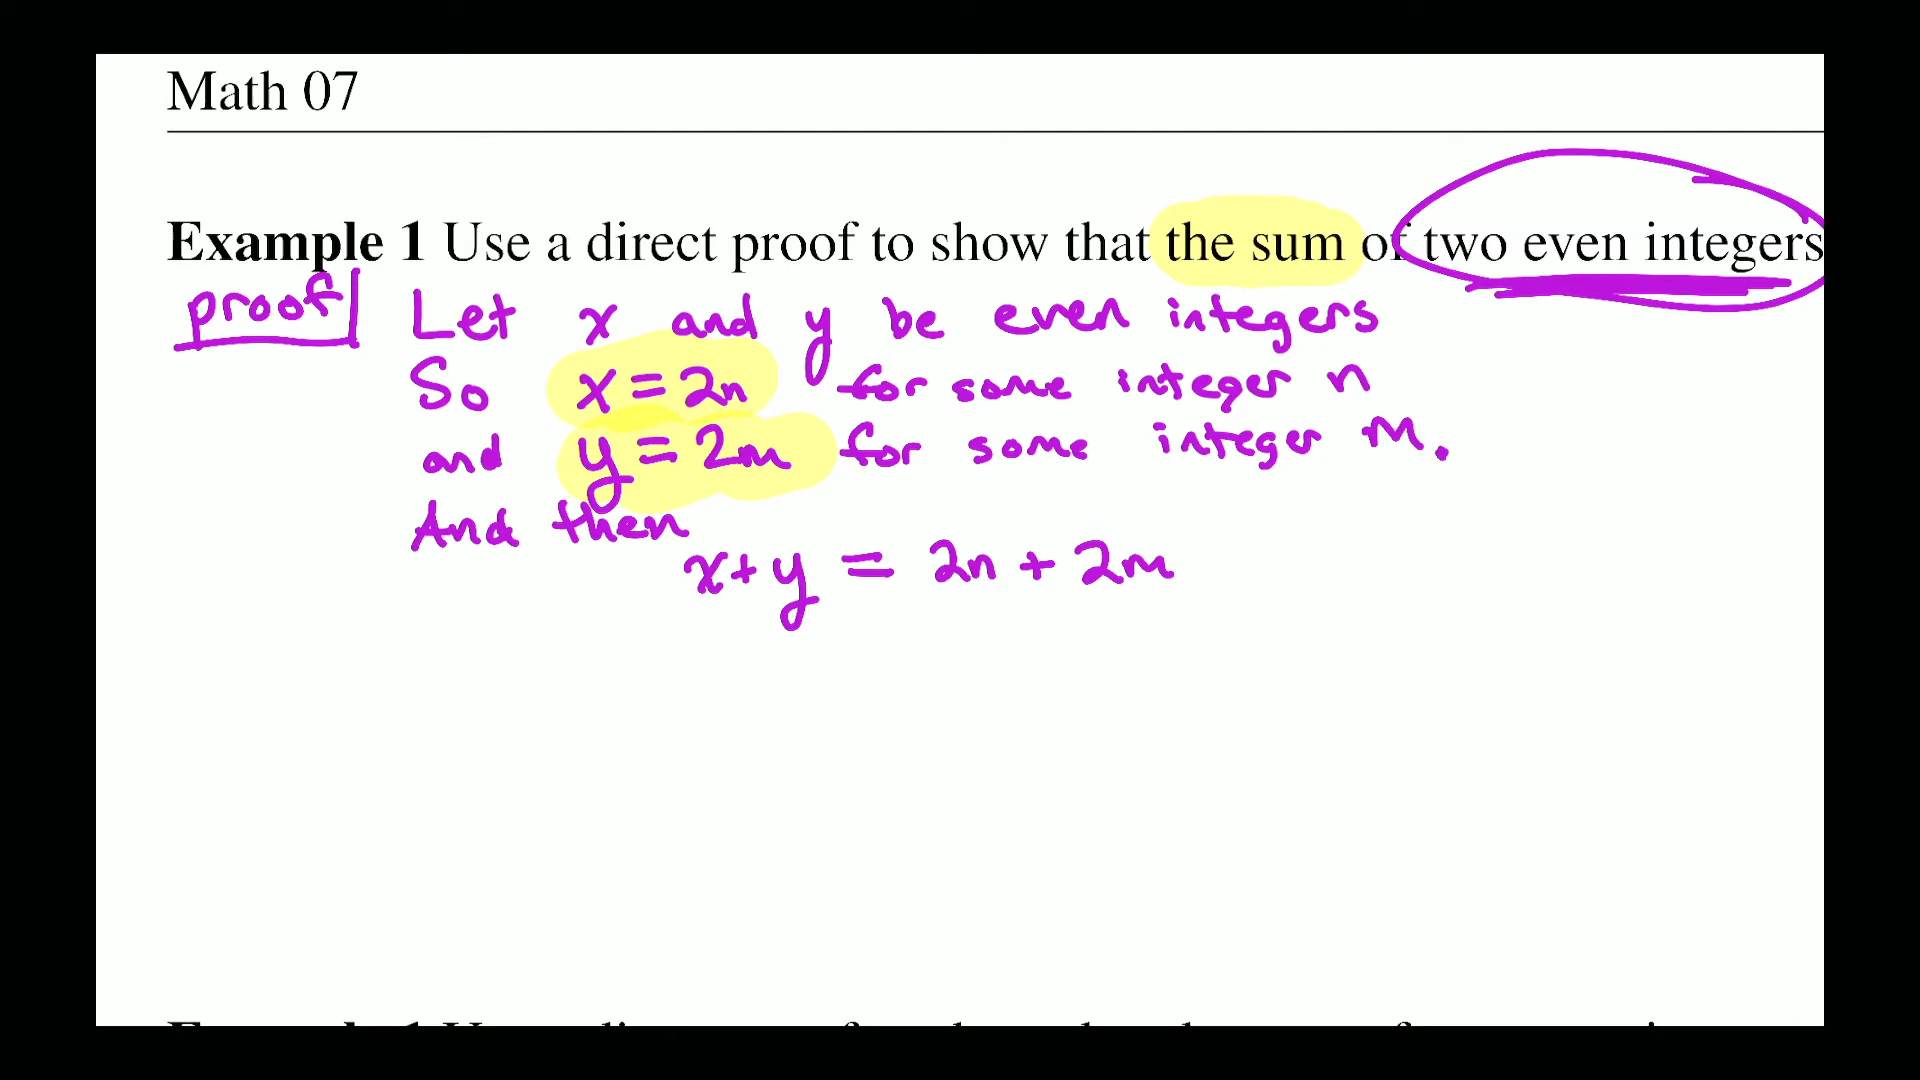 Math 07
Example 1 Use a direct proof to show that the sum of two even integers
proof Let x and y be even integers
So x = 2n for some integer n
and y = 2m for some integer m.
And then
x + y = 2n + 2m